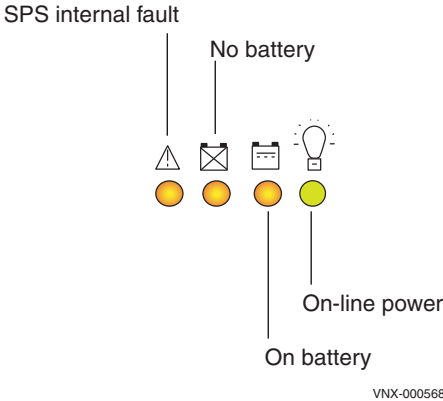 SPS internal fault
No battery
On-line power
On battery
VNX-000568